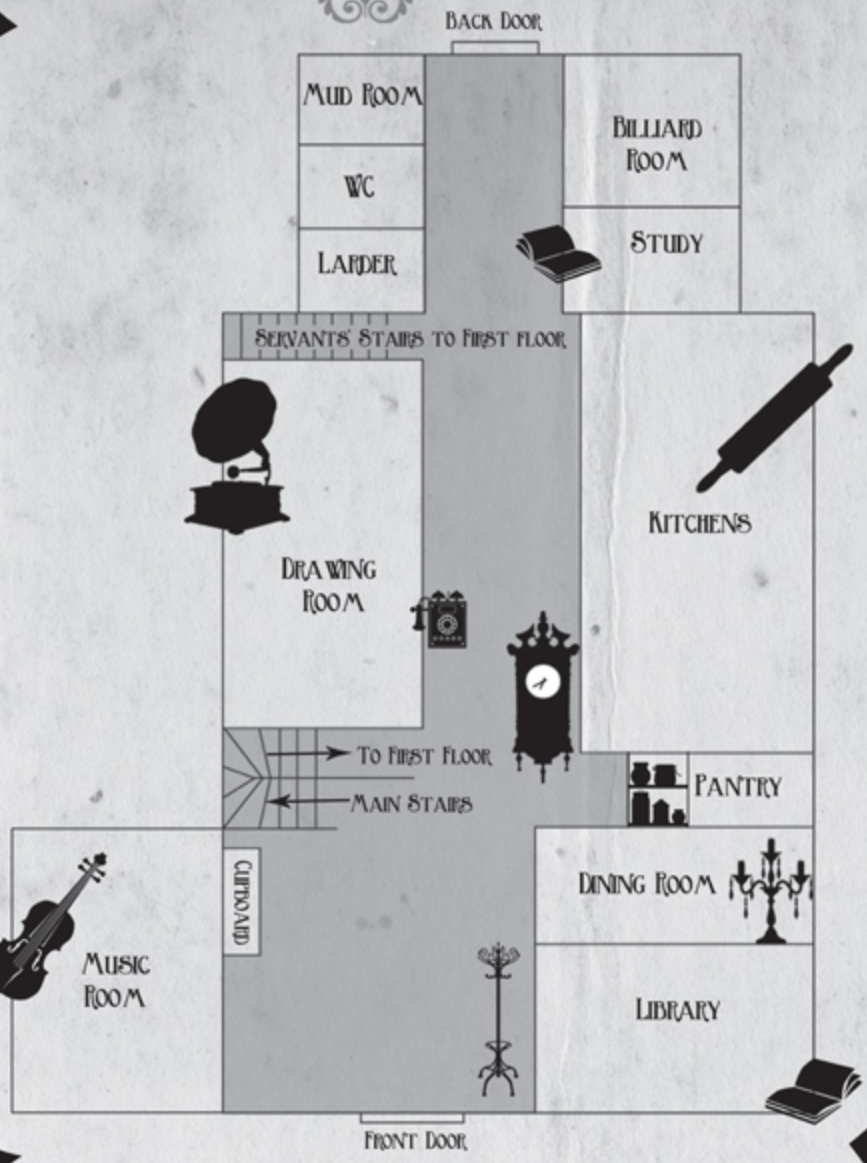 BACK DOOR
MUD ROOM
BILLIARD
ROOM
WC
STUDY
LARDER
SERVANTS' STAIRS TO FIRST FLOOR
KITCHENS
DRAWING
ROOM
TO FIRST FLOOR
MAIN STAIRS
PANTRY
CUPBOARD
DINING ROOM
MUSIC
ROOM
LIBRARY
FRONT DOOR